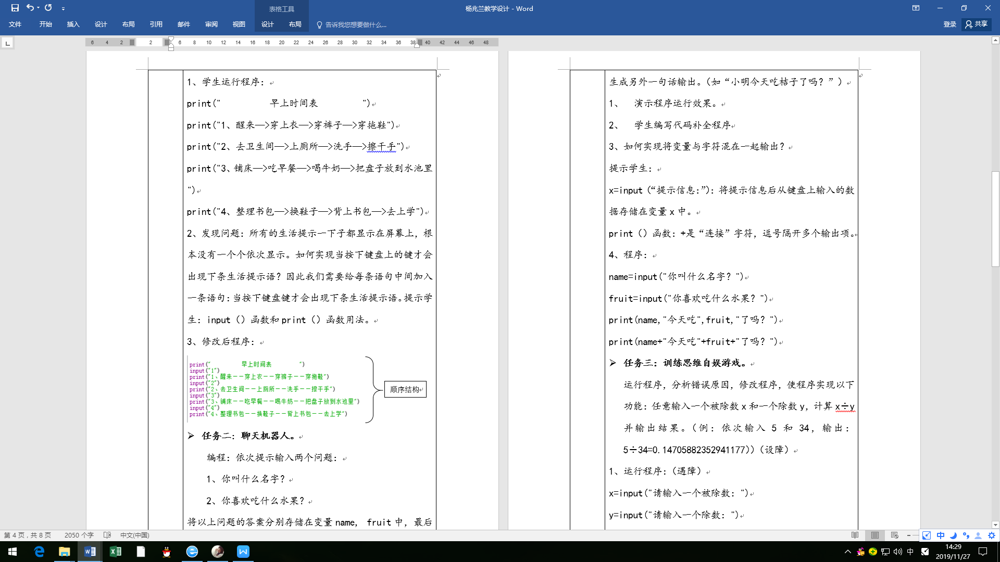 表格工具
杨兆兰教学设计 - Word
文件 开始 插入 设计 布局 引用 邮件 审阅 视图 设计 布局 告诉我您想要做什么... 登录 共享
6 4 2 2 6 8 10 12 14 16 18 20 22 24 26 28 30 32 34 36 38 40 42 44 46 48
1、学生运行程序：
print("          早上时间表          ")
print("1、醒来—>穿上衣—>穿裤子—>穿拖鞋")
print("2、去卫生间—>上厕所—>洗手—>擦干手")
print("3、铺床—>吃早餐—>喝牛奶—>把盘子放到水池里
")
print("4、整理书包—>换鞋子—>背上书包—>去上学")
2、发现问题：所有的生活提示一下子都显示在屏幕上，根
本没有一个个依次显示。如何实现当按下键盘上的键才会
出现下条生活提示语？因此我们需要给每条语句中间加入
一条语句：当按下键盘键才会出现下条生活提示语。提示学
生：input（）函数和print（）函数用法。
3、修改后程序：
print("          早上时间表          ")
input("1")
print("1、醒来－－穿上衣－－穿裤子－－穿拖鞋")
input("2")
print("2、去卫生间－－上厕所－－洗手－－擦干手")
input("3")
print("3、铺床－－吃早餐－－喝牛奶－－把盘子放到水池里")
input("4")
print("4、整理书包－－换鞋子－－背上书包－－去上学")
顺序结构
➢ 任务二：聊天机器人。
编程：依次提示输入两个问题：
1、你叫什么名字？
2、你喜欢吃什么水果？
将以上问题的答案分别存储在变量name, fruit中，最后
生成另外一句话输出。（如“小明今天吃桔子了吗？”）
1、 演示程序运行效果。
2、 学生编写代码补全程序
3、如何实现将变量与字符混在一起输出？
提示学生：
x=input（“提示信息：”）：将提示信息后从键盘上输入的数
据存储在变量x中。
print（）函数：+是“连接”字符，逗号隔开多个输出项。
4、程序：
name=input("你叫什么名字？")
fruit=input("你喜欢吃什么水果？")
print(name,"今天吃",fruit,"了吗？")
print(name+"今天吃"+fruit+"了吗？")
➢ 任务三：训练思维自娱游戏。
运行程序，分析错误原因，修改程序，使程序实现以下
功能：任意输入一个被除数x和一个除数y，计算x÷y
并输出结果。（例：依次输入 5 和 34，输出：
5÷34=0.14705882352941177)）（设障）
1、运行程序：（遇障）
x=input("请输入一个被除数：")
y=input("请输入一个除数：")
第 4 页，共 8 页 2050 个字 中文(中国)
中
中
14:29
2019/11/27